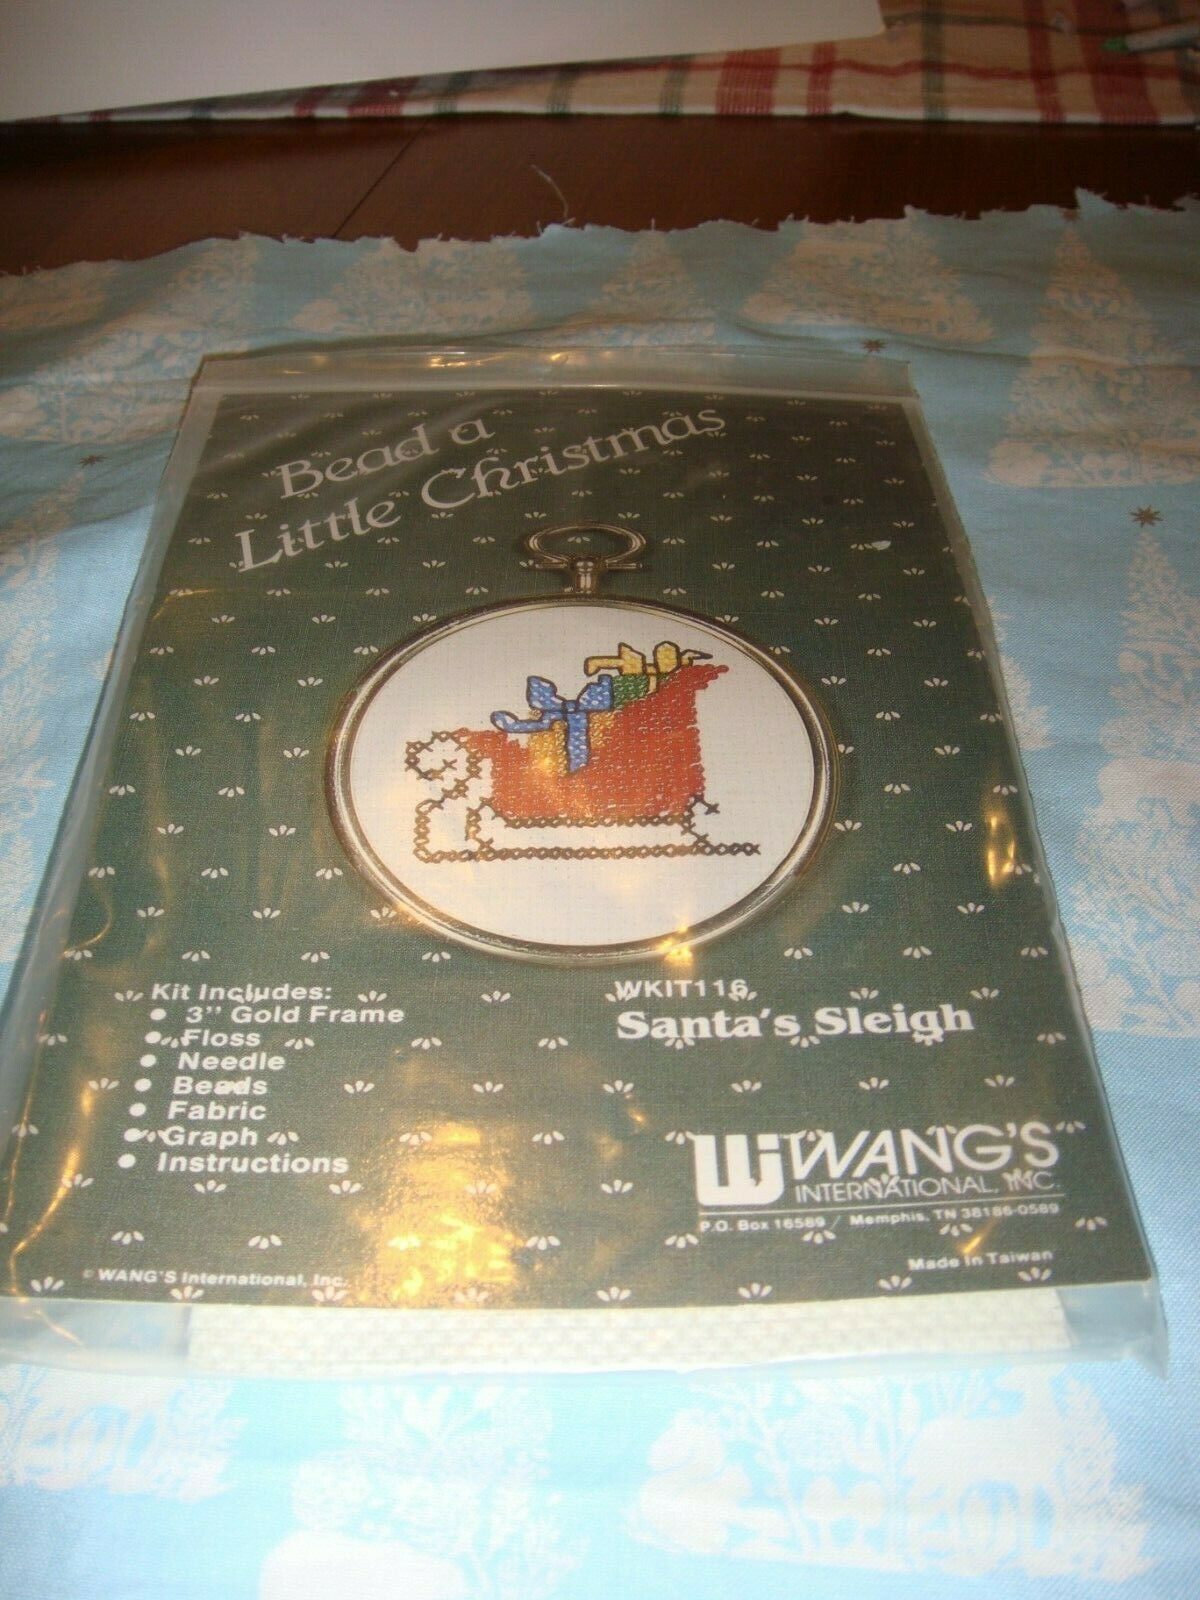 Bead a
Little Christmas
Kit Includes:
• 3" Gold Frame
• Floss
• Needle
• Beads
• Fabric
• Graph
• Instructions
WKIT116
Santa's Sleigh
Wi WANG'S
INTERNATIONAL, INC.
P.O. Box 16589 / Memphis, TN 38186-0589
Made In Taiwan
© WANG'S International, Inc.